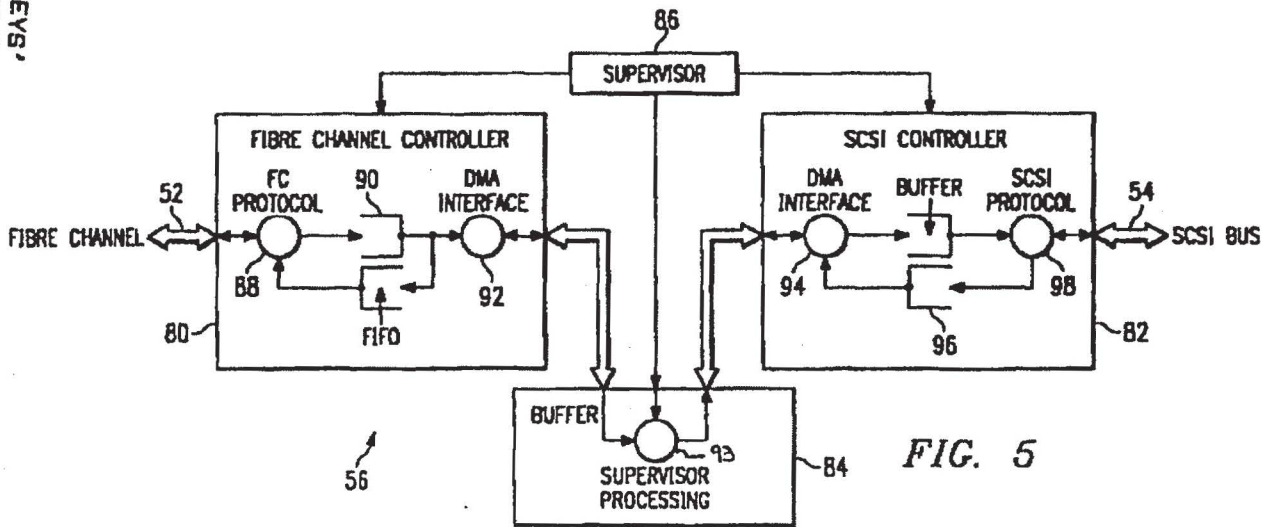 EYS,
86
SUPERVISOR
FIBRE CHANNEL CONTROLLER
SCSI CONTROLLER
52
FC
PROTOCOL
90
DMA
INTERFACE
DMA
INTERFACE
BUFFER
SCSI
PROTOCOL
54
FIBRE CHANNEL
SCSI BUS
88
92
94
98
80
FIFO
96
82
BUFFER
93
SUPERVISOR
PROCESSING
84
56
FIG. 5